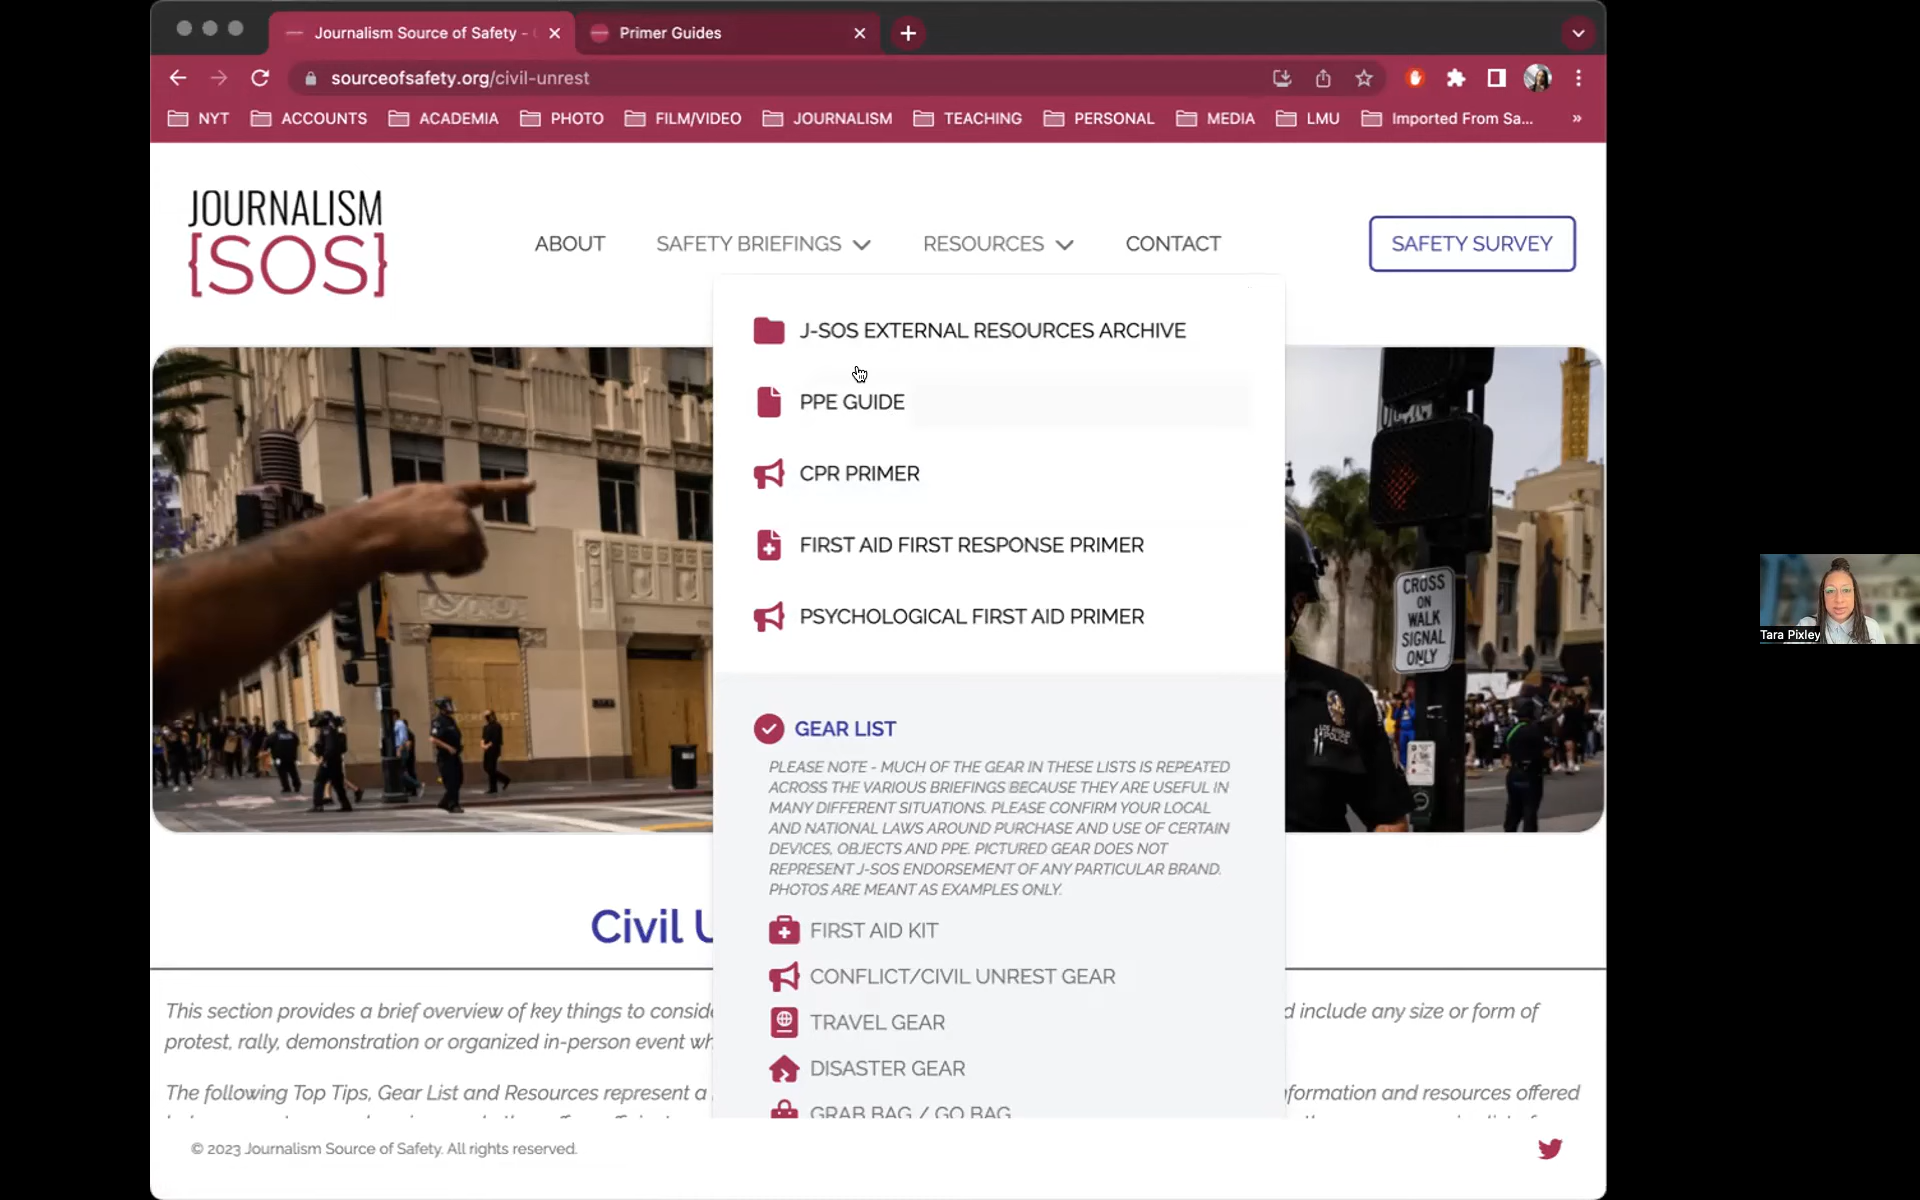 Journalism Source of Safety -
Primer Guides
sourceofsafety.org/civil-unrest
NYT
ACCOUNTS
ACADEMIA
PHOTO
FILM/VIDEO
JOURNALISM
TEACHING
PERSONAL
MEDIA
LMU
Imported From Sa...
»
JOURNALISM
{SOS}
ABOUT
SAFETY BRIEFINGS
RESOURCES
CONTACT
SAFETY SURVEY
J-SOS EXTERNAL RESOURCES ARCHIVE
PPE GUIDE
CPR PRIMER
FIRST AID FIRST RESPONSE PRIMER
PSYCHOLOGICAL FIRST AID PRIMER
CROSS
ON
WALK
SIGNAL
ONLY
LOS ANGELES
POLICE
Tara Pixley
GEAR LIST
PLEASE NOTE - MUCH OF THE GEAR IN THESE LISTS IS REPEATED
ACROSS THE VARIOUS BRIEFINGS BECAUSE THEY ARE USEFUL IN
MANY DIFFERENT SITUATIONS. PLEASE CONFIRM YOUR LOCAL
AND NATIONAL LAWS AROUND PURCHASE AND USE OF CERTAIN
DEVICES, OBJECTS AND PPE. PICTURED GEAR DOES NOT
REPRESENT J-SOS ENDORSEMENT OF ANY PARTICULAR BRAND.
PHOTOS ARE MEANT AS EXAMPLES ONLY.
FIRST AID KIT
CONFLICT/CIVIL UNREST GEAR
TRAVEL GEAR
DISASTER GEAR
GRAB BAG / GO BAG
Civil U
This section provides a brief overview of key things to consid
d include any size or form of
protest, rally, demonstration or organized in-person event wh
The following Top Tips, Gear List and Resources represent a
nformation and resources offered
© 2023 Journalism Source of Safety. All rights reserved.